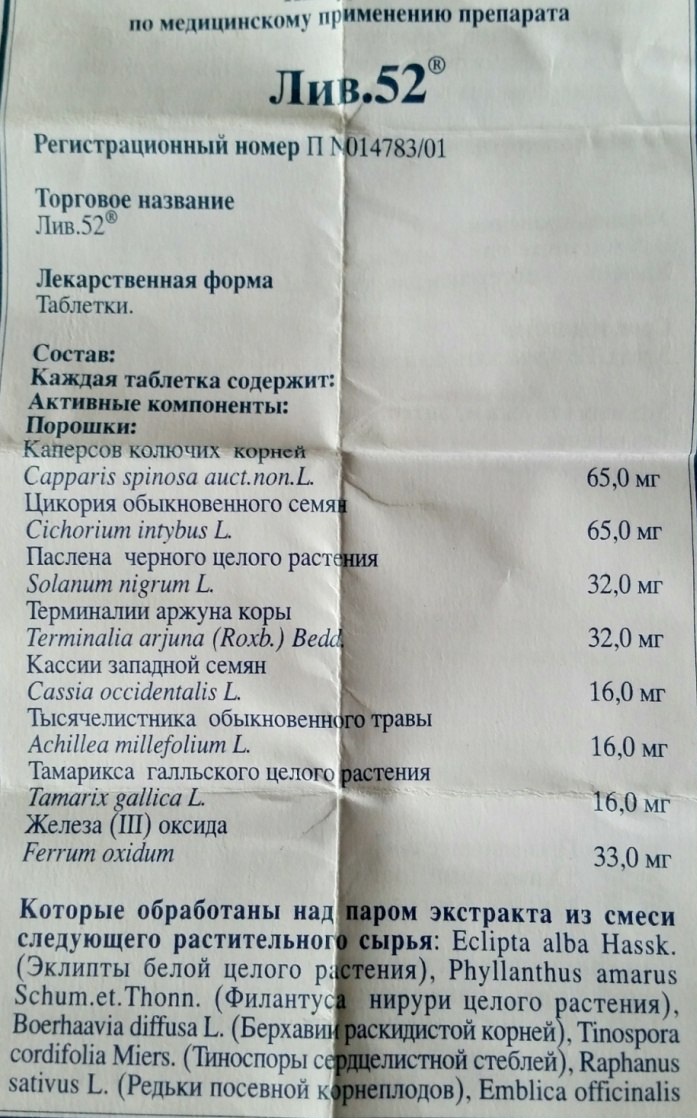 по медицинскому применению препарата
Лив.52®
Регистрационный номер П N014783/01
Торговое название
Лив.52®
Лекарственная форма
Таблетки.
Состав:
Каждая таблетка содержит:
Активные компоненты:
Порошки:
Каперсов колючих корней
Capparis spinosa auct.non.L. 65,0 мг
Цикория обыкновенного семян
Cichorium intybus L. 65,0 мг
Паслена черного целого растения
Solanum nigrum L. 32,0 мг
Терминалии аржуна коры
Terminalia arjuna (Roxb.) Bedd. 32,0 мг
Кассии западной семян
Cassia occidentalis L. 16,0 мг
Тысячелистника обыкновенного травы
Achillea millefolium L. 16,0 мг
Тамарикса галльского целого растения
Tamarix gallica L. 16,0 мг
Железа (III) оксида
Ferrum oxidum 33,0 мг
Которые обработаны над паром экстракта из смеси
следующего растительного сырья: Eclipta alba Hassk.
(Эклипты белой целого растения), Phyllanthus amarus
Schum.et.Thonn. (Филантуса нирури целого растения),
Boerhaavia diffusa L. (Берхавии раскидистой корней), Tinospora
cordifolia Miers. (Тиноспоры сердцелистной стеблей), Raphanus
sativus L. (Редьки посевной корнеплодов), Emblica officinalis